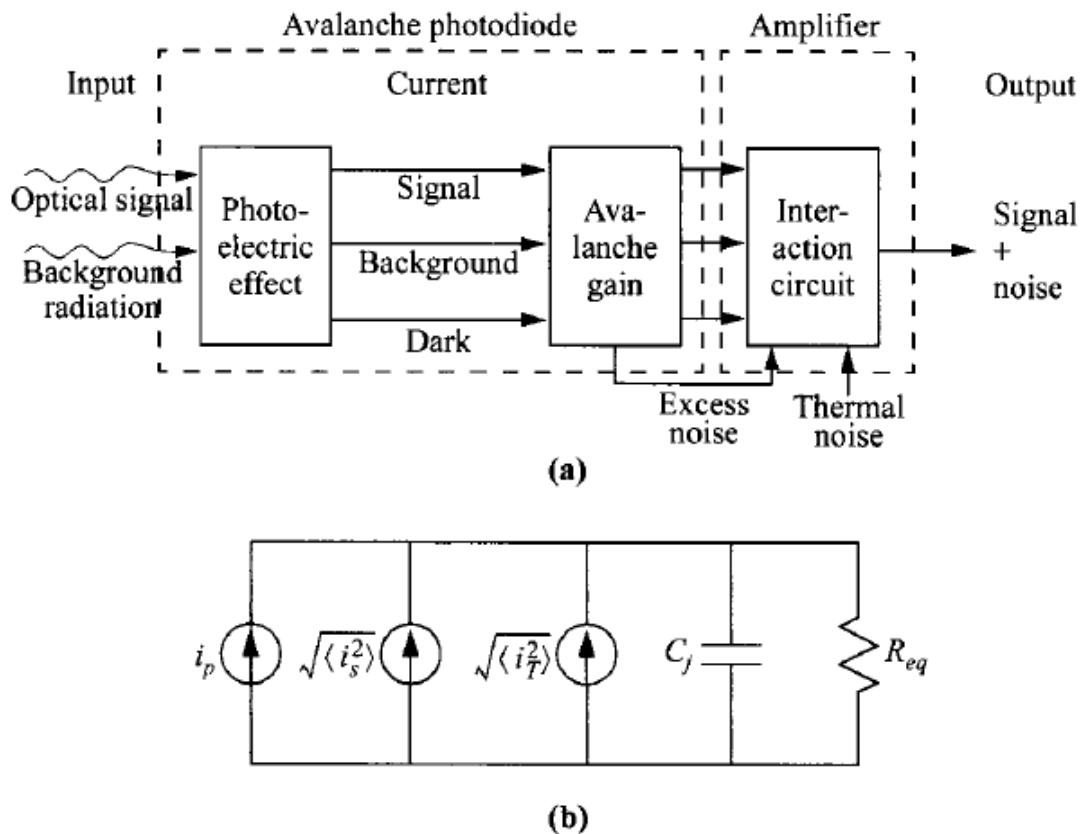 Avalanche photodiode
Amplifier
Input
Current
Output
Optical signal
Background
radiation
Photo-
electric
effect
Signal
Background
Dark
Ava-
lanche
gain
Inter-
action
circuit
Signal
+
noise
Excess
noise
Thermal
noise
(a)
i_p
√⟨i_s^2⟩
√⟨i_T^2⟩
C_j
R_eq
(b)